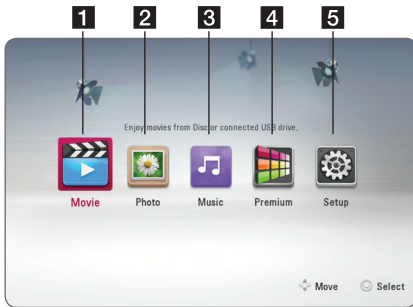 1 2 3 4 5
Enjoy movies from Disc or connected USB drive.
Movie Photo Music Premium Setup
Move Select